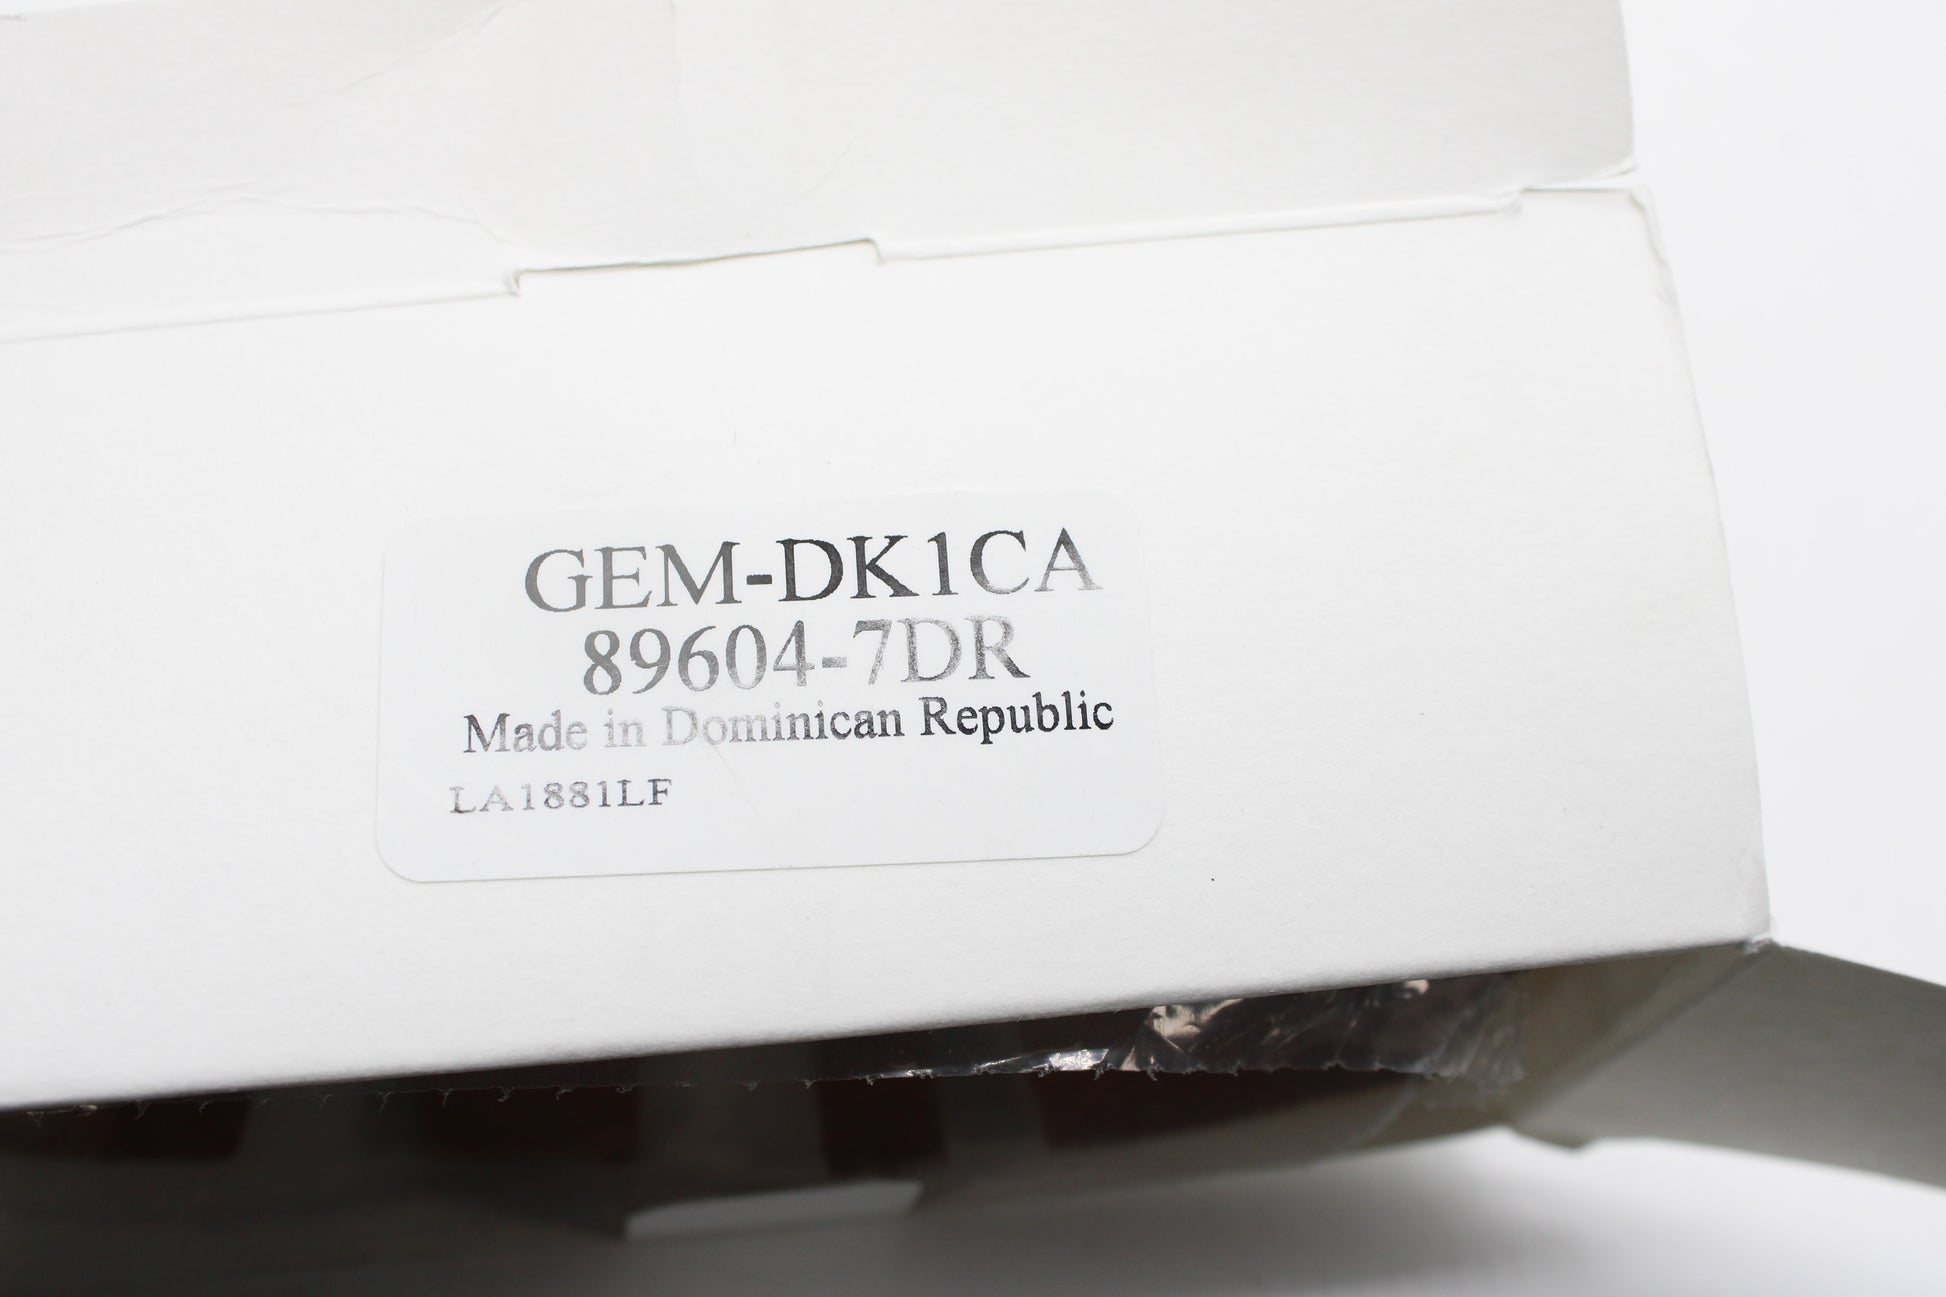 GEM-DK1CA
89604-7DR
Made in Dominican Republic
LA1881LF